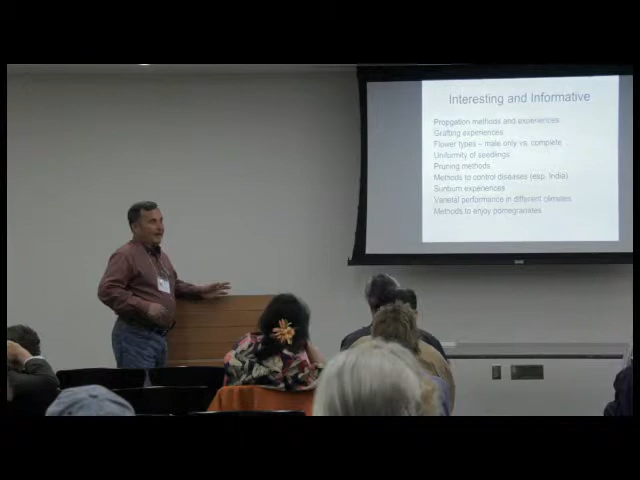 Interesting and Informative
Propgation methods and experiences
Grafting experiences
Flower types – male only vs. complete
Uniformity of seedlings
Pruning methods
Methods to control diseases (esp. India)
Sunburn experiences
Varietal performance in different climates
Methods to enjoy pomegranates